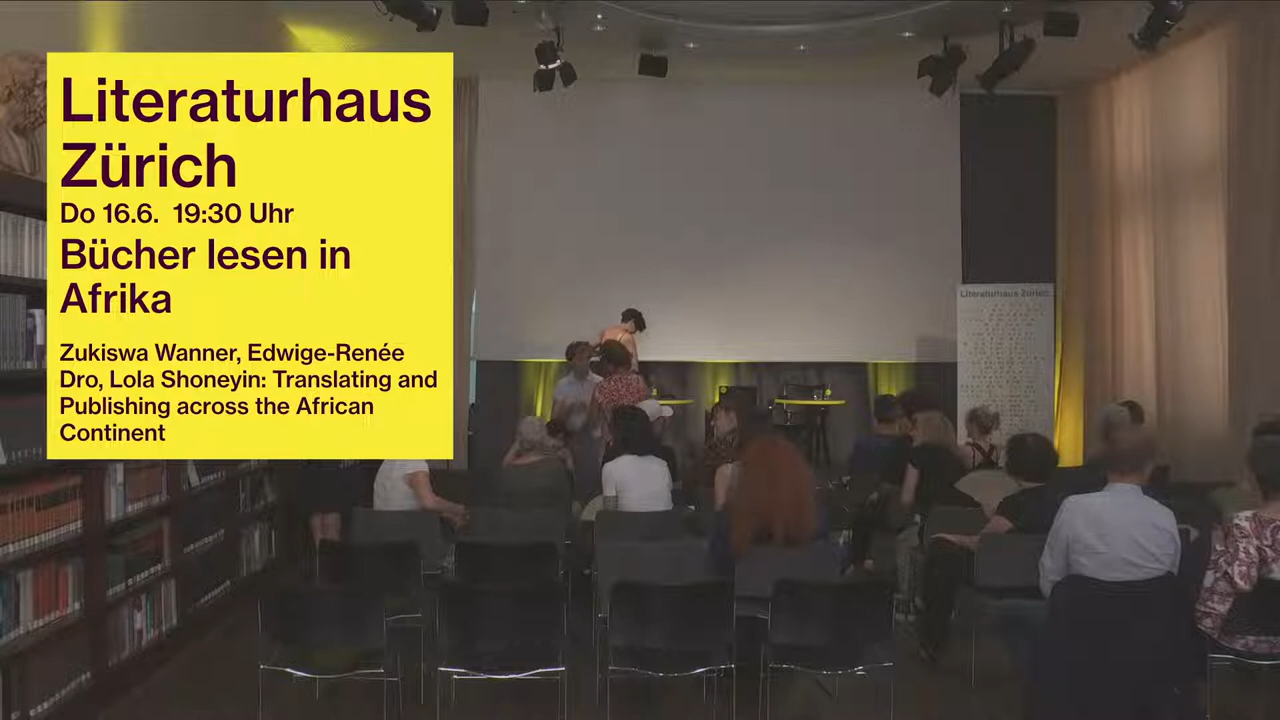 Literaturhaus
Zürich
Do 16.6. 19:30 Uhr
Bücher lesen in
Afrika
Zukiswa Wanner, Edwige-Renée
Dro, Lola Shoneyin: Translating and
Publishing across the African
Continent
Literaturhaus Zürich